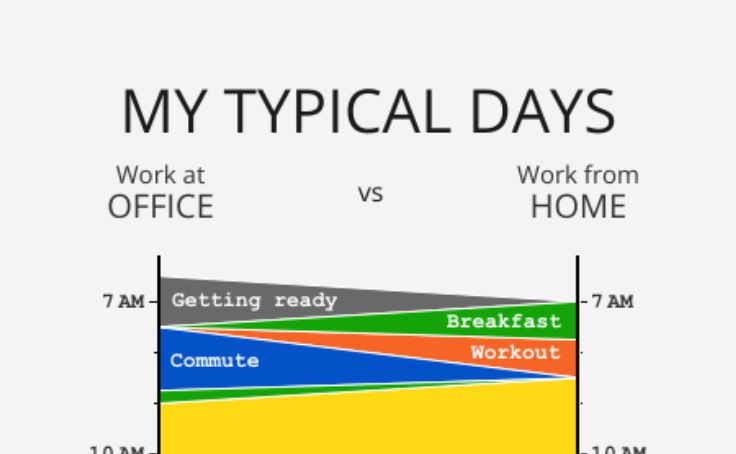 MY TYPICAL DAYS
Work at
OFFICE
vs
Work from
HOME
7 AM
Getting ready
7 AM
Breakfast
Workout
Commute
10 AM
10 AM